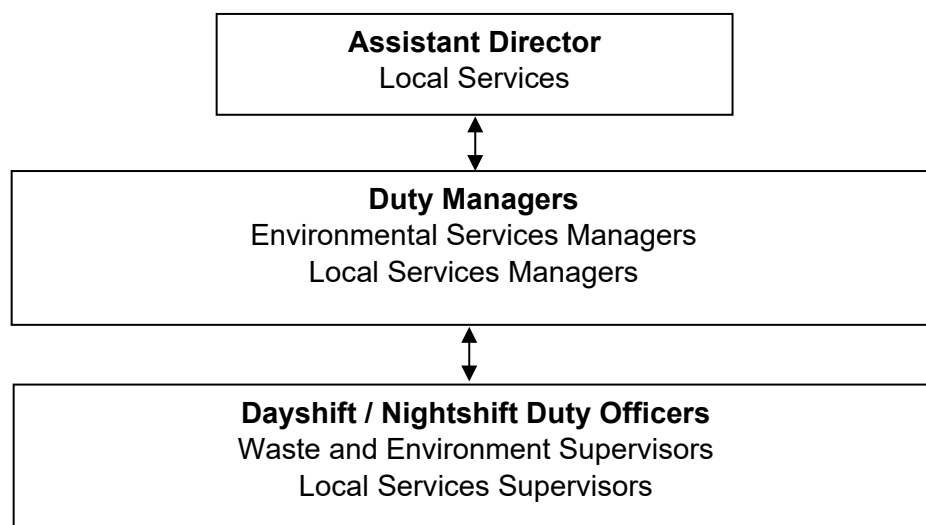 Assistant Director
Local Services
Duty Managers
Environmental Services Managers
Local Services Managers
Dayshift / Nightshift Duty Officers
Waste and Environment Supervisors
Local Services Supervisors